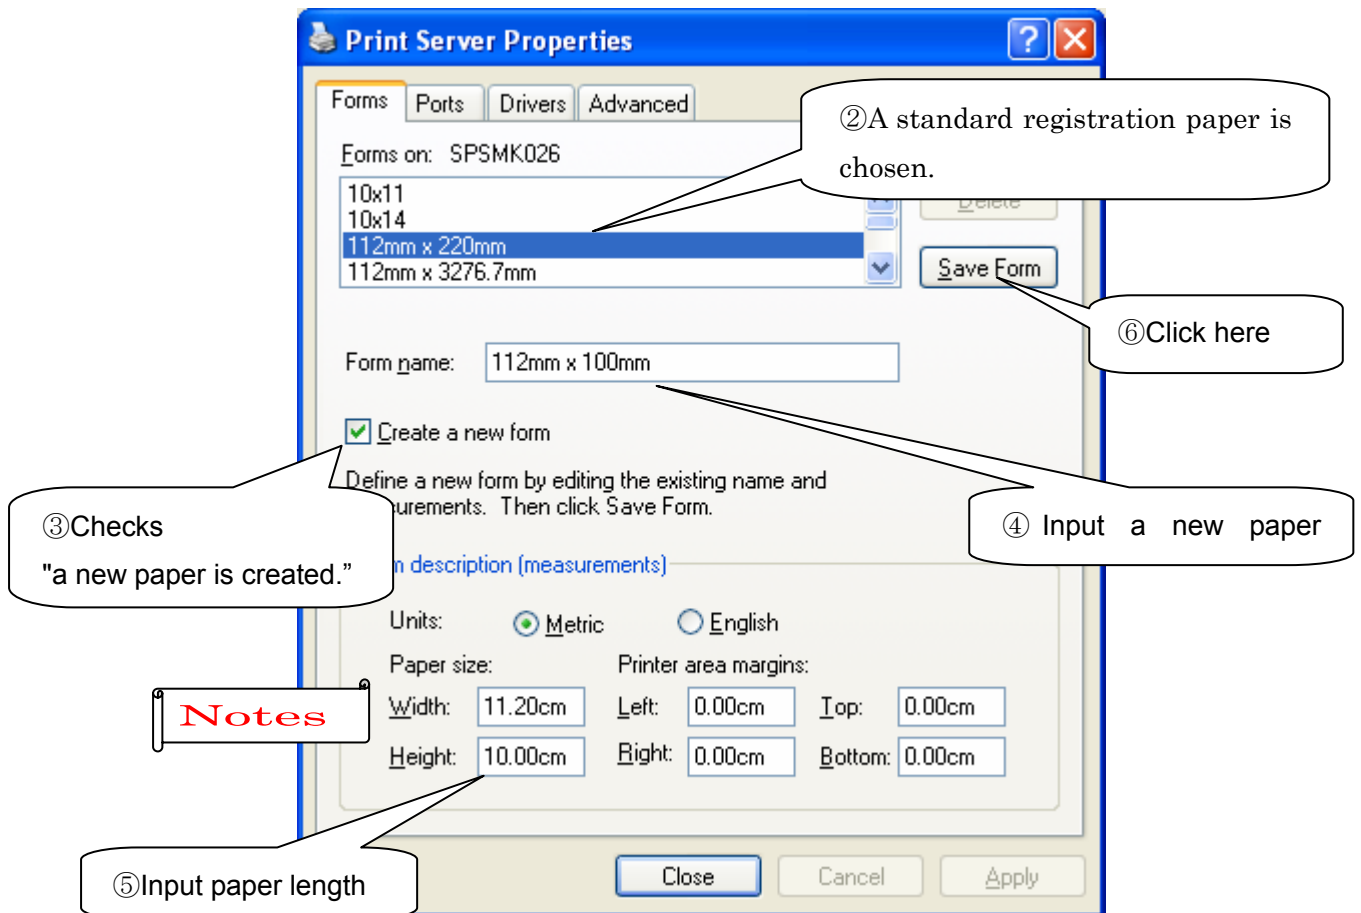 Print Server Properties
Forms Ports Drivers Advanced
②A standard registration paper is
chosen.
Forms on: SPSMK026
10x11
10x14
112mm x 220mm
112mm x 3276.7mm
Delete
Save Form
⑥Click here
Form name: 112mm x 100mm
Create a new form
Define a new form by editing the existing name and
surements. Then click Save Form.
③Checks
"a new paper is created.”
④ Input a new paper
description (measurements)
Units: Metric English
Paper size: Printer area margins:
Notes
Width: 11.20cm Left: 0.00cm Top: 0.00cm
Height: 10.00cm Right: 0.00cm Bottom: 0.00cm
⑤Input paper length
Close Cancel Apply